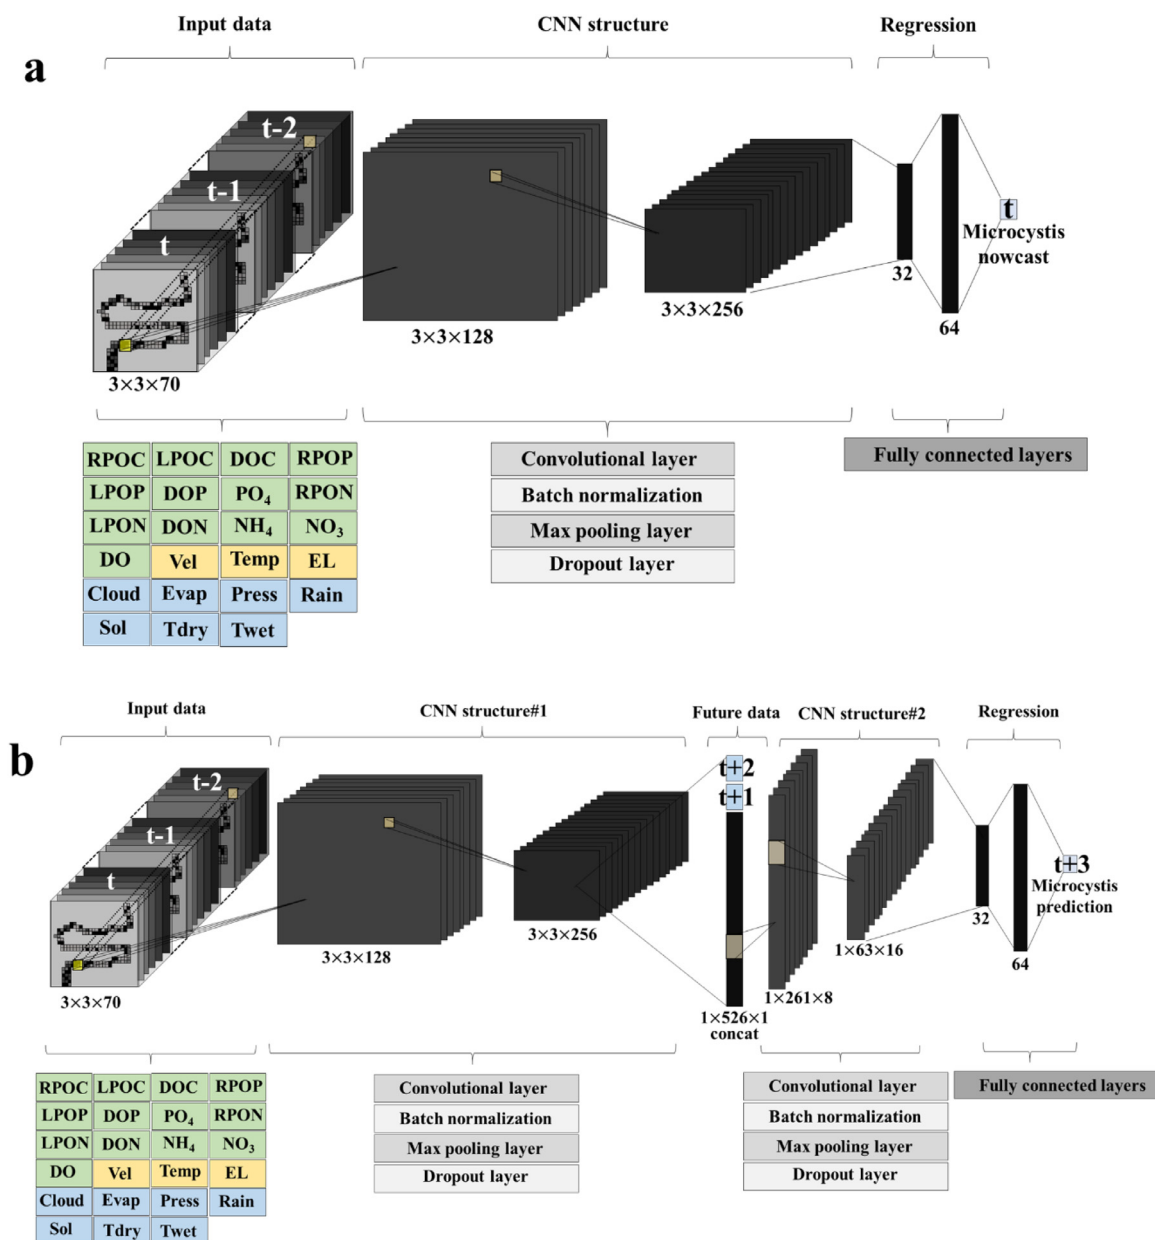 a
Input data
CNN structure
Regression
t-2
t-1
t
t
Microcystis
nowcast
3×3×70
3×3×128
3×3×256
32
64
RPOC LPOC DOC RPOP
LPOP DOP PO₄ RPON
LPON DON NH₄ NO₃
DO Vel Temp EL
Cloud Evap Press Rain
Sol Tdry Twet
Convolutional layer
Batch normalization
Max pooling layer
Dropout layer
Fully connected layers
b
Input data
CNN structure#1
Future data
CNN structure#2
Regression
t-2
t-1
t
t+2
t+1
t+3
Microcystis
prediction
3×3×70
3×3×128
3×3×256
1×526×1
concat
1×261×8
1×63×16
32
64
RPOC LPOC DOC RPOP
LPOP DOP PO₄ RPON
LPON DON NH₄ NO₃
DO Vel Temp EL
Cloud Evap Press Rain
Sol Tdry Twet
Convolutional layer
Batch normalization
Max pooling layer
Dropout layer
Convolutional layer
Batch normalization
Max pooling layer
Dropout layer
Fully connected layers